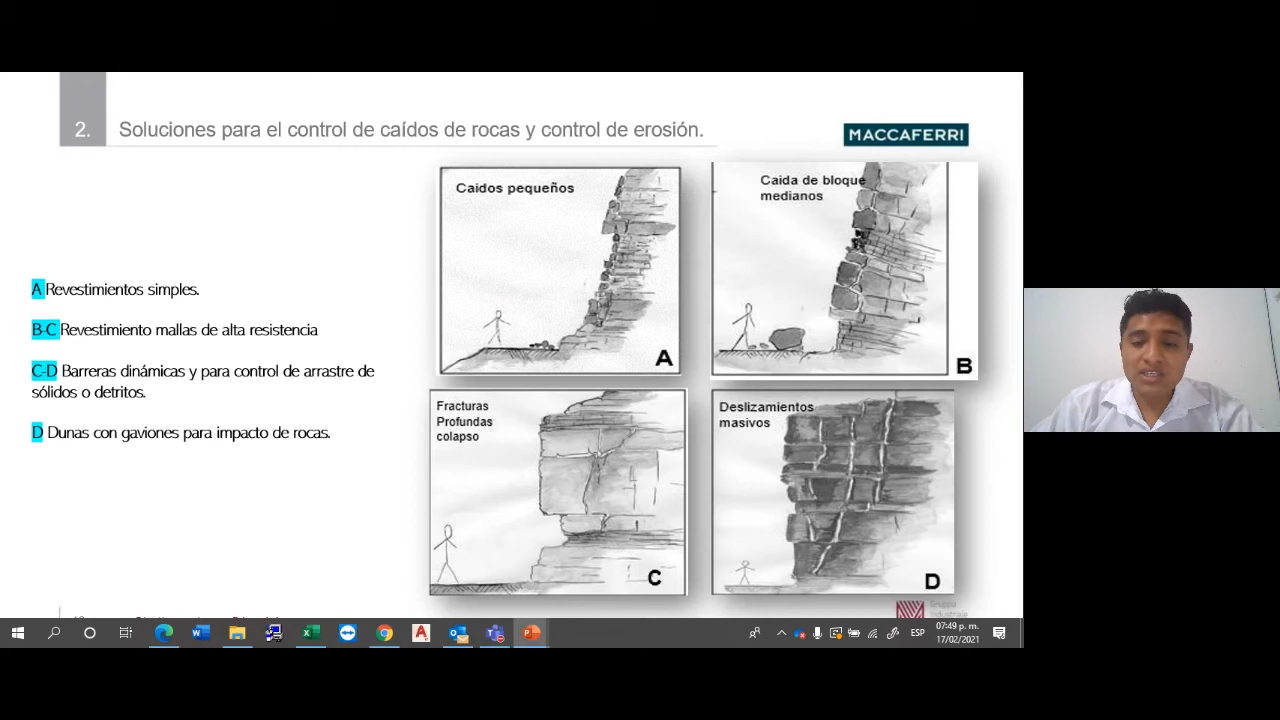 2. Soluciones para el control de caídos de rocas y control de erosión.
MACCAFERRI
A Revestimientos simples.
B-C Revestimiento mallas de alta resistencia
C-D Barreras dinámicas y para control de arrastre de
sólidos o detritos.
D Dunas con gaviones para impacto de rocas.
Caidos pequeños
A
Caida de bloque
medianos
B
Fracturas
Profundas
colapso
C
Deslizamientos
masivos
D
Gruppo
Industriale
ESP
07:49 p. m.
17/02/2021